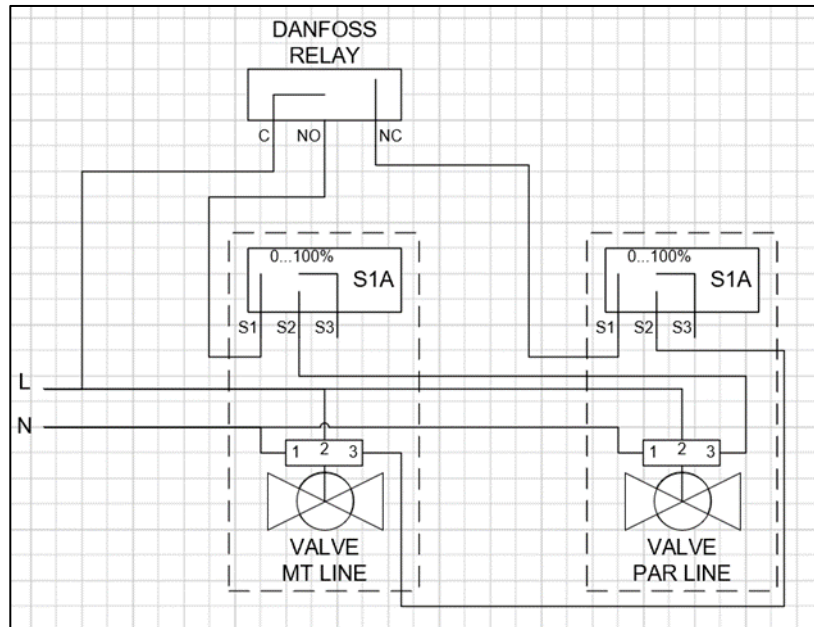 DANFOSS
RELAY
C NO NC
0...100%
S1A
S1 S2 S3
0...100%
S1A
S1 S2 S3
L
N
1 2 3
1 2 3
VALVE
MT LINE
VALVE
PAR LINE